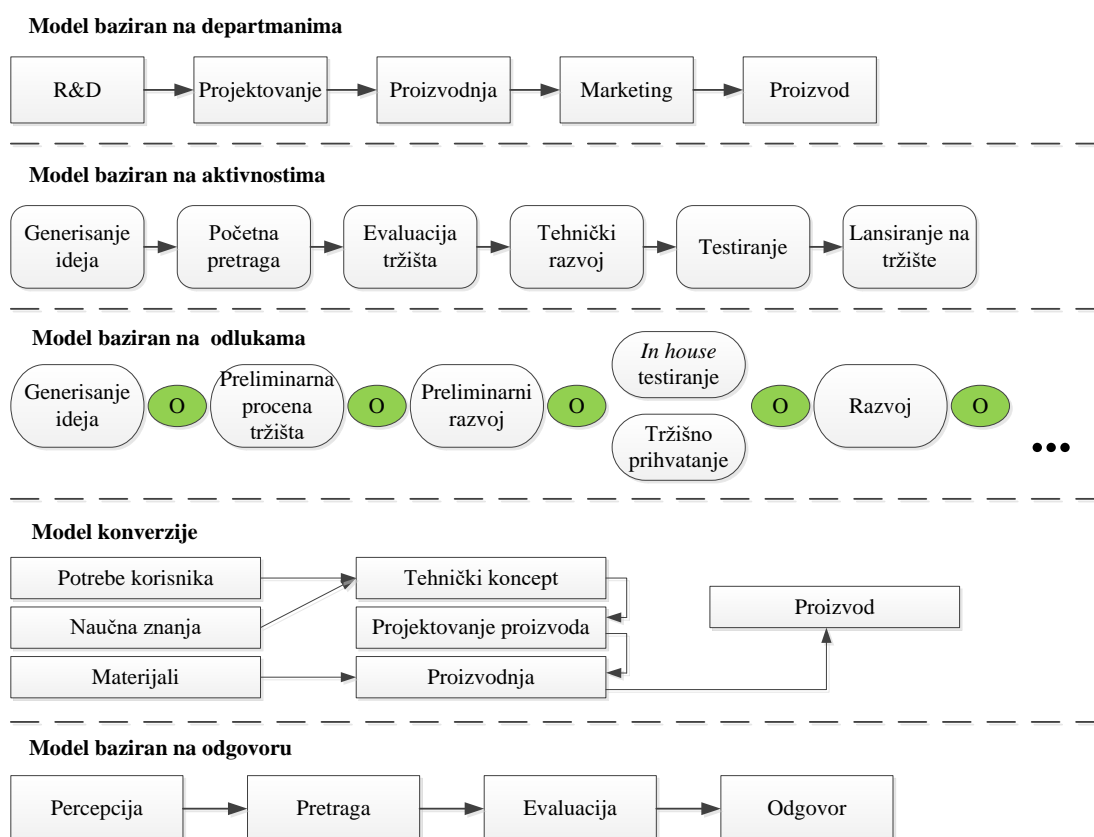 Model baziran na departmanima
R&D
Projektovanje
Proizvodnja
Marketing
Proizvod
Model baziran na aktivnostima
Generisanje
ideja
Početna
pretraga
Evaluacija
tržišta
Tehnički
razvoj
Testiranje
Lansiranje na
tržište
Model baziran na odlukama
Generisanje
ideja
O
Preliminarna
procena
tržišta
O
Preliminarni
razvoj
O
In house
testiranje
Tržišno
prihvatanje
O
Razvoj
O
...
Model konverzije
Potrebe korisnika
Naučna znanja
Materijali
Tehnički koncept
Projektovanje proizvoda
Proizvodnja
Proizvod
Model baziran na odgovoru
Percepcija
Pretraga
Evaluacija
Odgovor